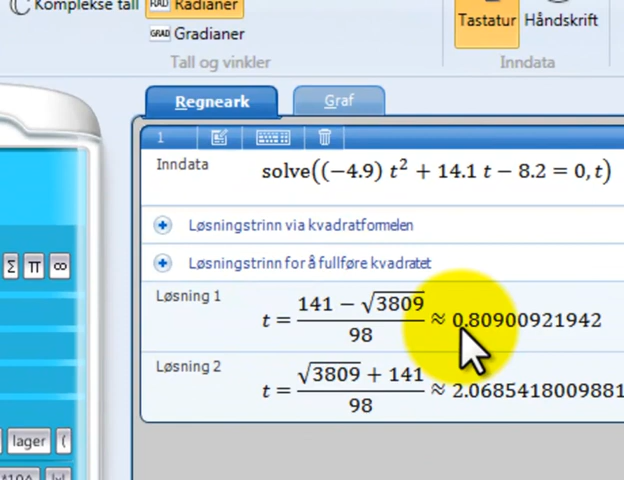 Komplekse tall
RAD Radianer
GRAD Gradianer
Tall og vinkler
Tastatur Håndskrift
Inndata
Regneark Graf
1
Inndata
solve((−4.9) t² + 14.1 t − 8.2 = 0, t)
Løsningstrinn via kvadratformelen
Løsningstrinn for å fullføre kvadratet
Løsning 1
t = (141 − √3809)/98 ≈ 0.80900921942
Løsning 2
t = (√3809 + 141)/98 ≈ 2.0685418009881
Σ Π ∞
lager (